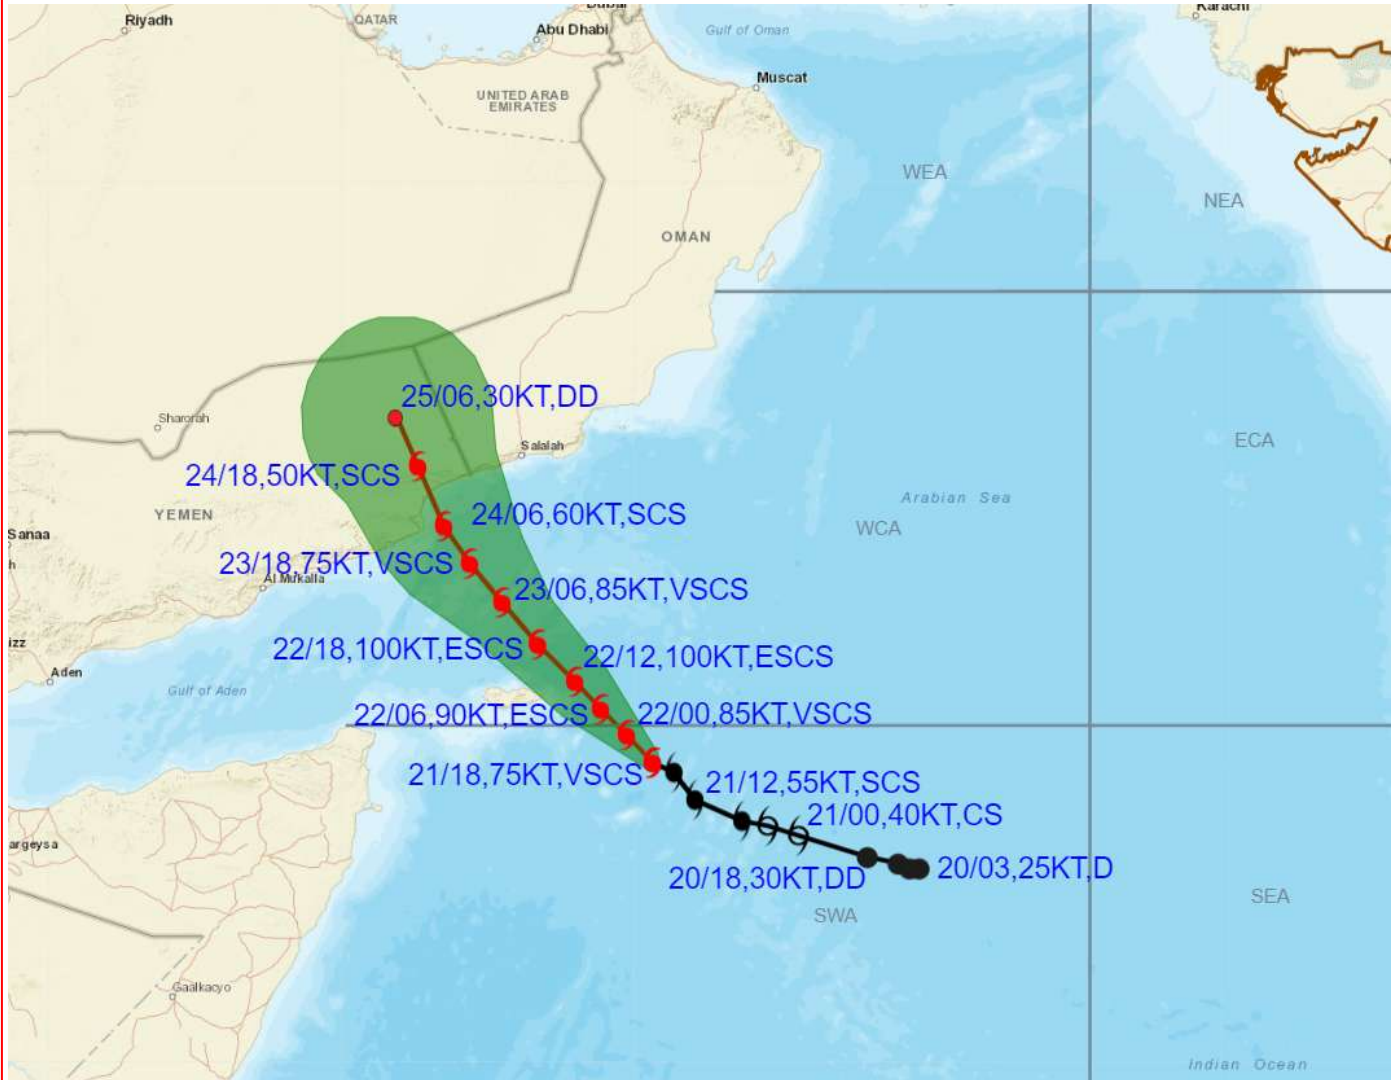 Dubai
Karachi
Riyadh
QATAR
Abu Dhabi
Gulf of Oman
Muscat
UNITED ARAB
EMIRATES
WEA
NEA
OMAN
25/06,30KT,DD
Sharorah
Salalah
ECA
24/18,50KT,SCS
Arabian Sea
YEMEN
24/06,60KT,SCS
WCA
Sanaa
h
23/18,75KT,VSCS
Al Mukalla
23/06,85KT,VSCS
izz
22/18,100KT,ESCS
22/12,100KT,ESCS
Aden
Gulf of Aden
22/06,90KT,ESCS
22/00,85KT,VSCS
21/18,75KT,VSCS
21/12,55KT,SCS
21/00,40KT,CS
argeysa
20/03,25KT,D
20/18,30KT,DD
SEA
SWA
Gaalkacyo
Indian Ocean